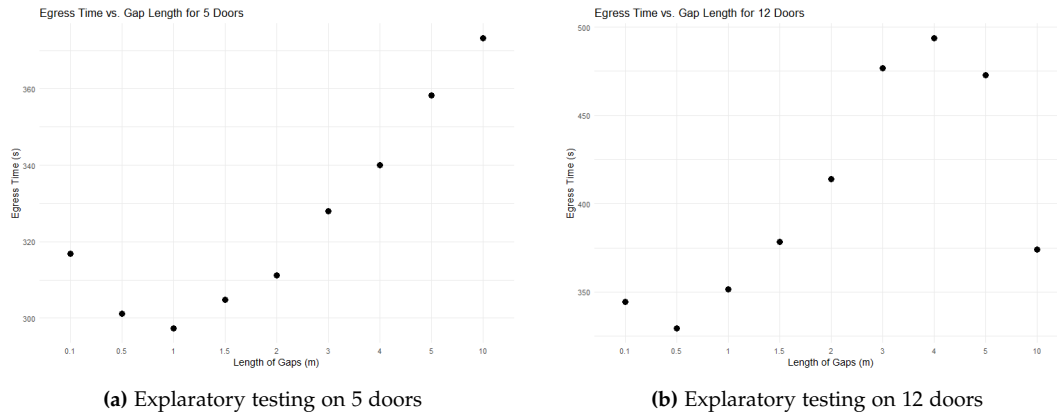 Egress Time vs. Gap Length for 5 Doors
Egress Time (s)
360
340
320
300
0.1 0.5 1 1.5 2 3 4 5 10
Length of Gaps (m)
(a) Explaratory testing on 5 doors
Egress Time vs. Gap Length for 12 Doors
Egress Time (s)
500
450
400
350
0.1 0.5 1 1.5 2 3 4 5 10
Length of Gaps (m)
(b) Explaratory testing on 12 doors